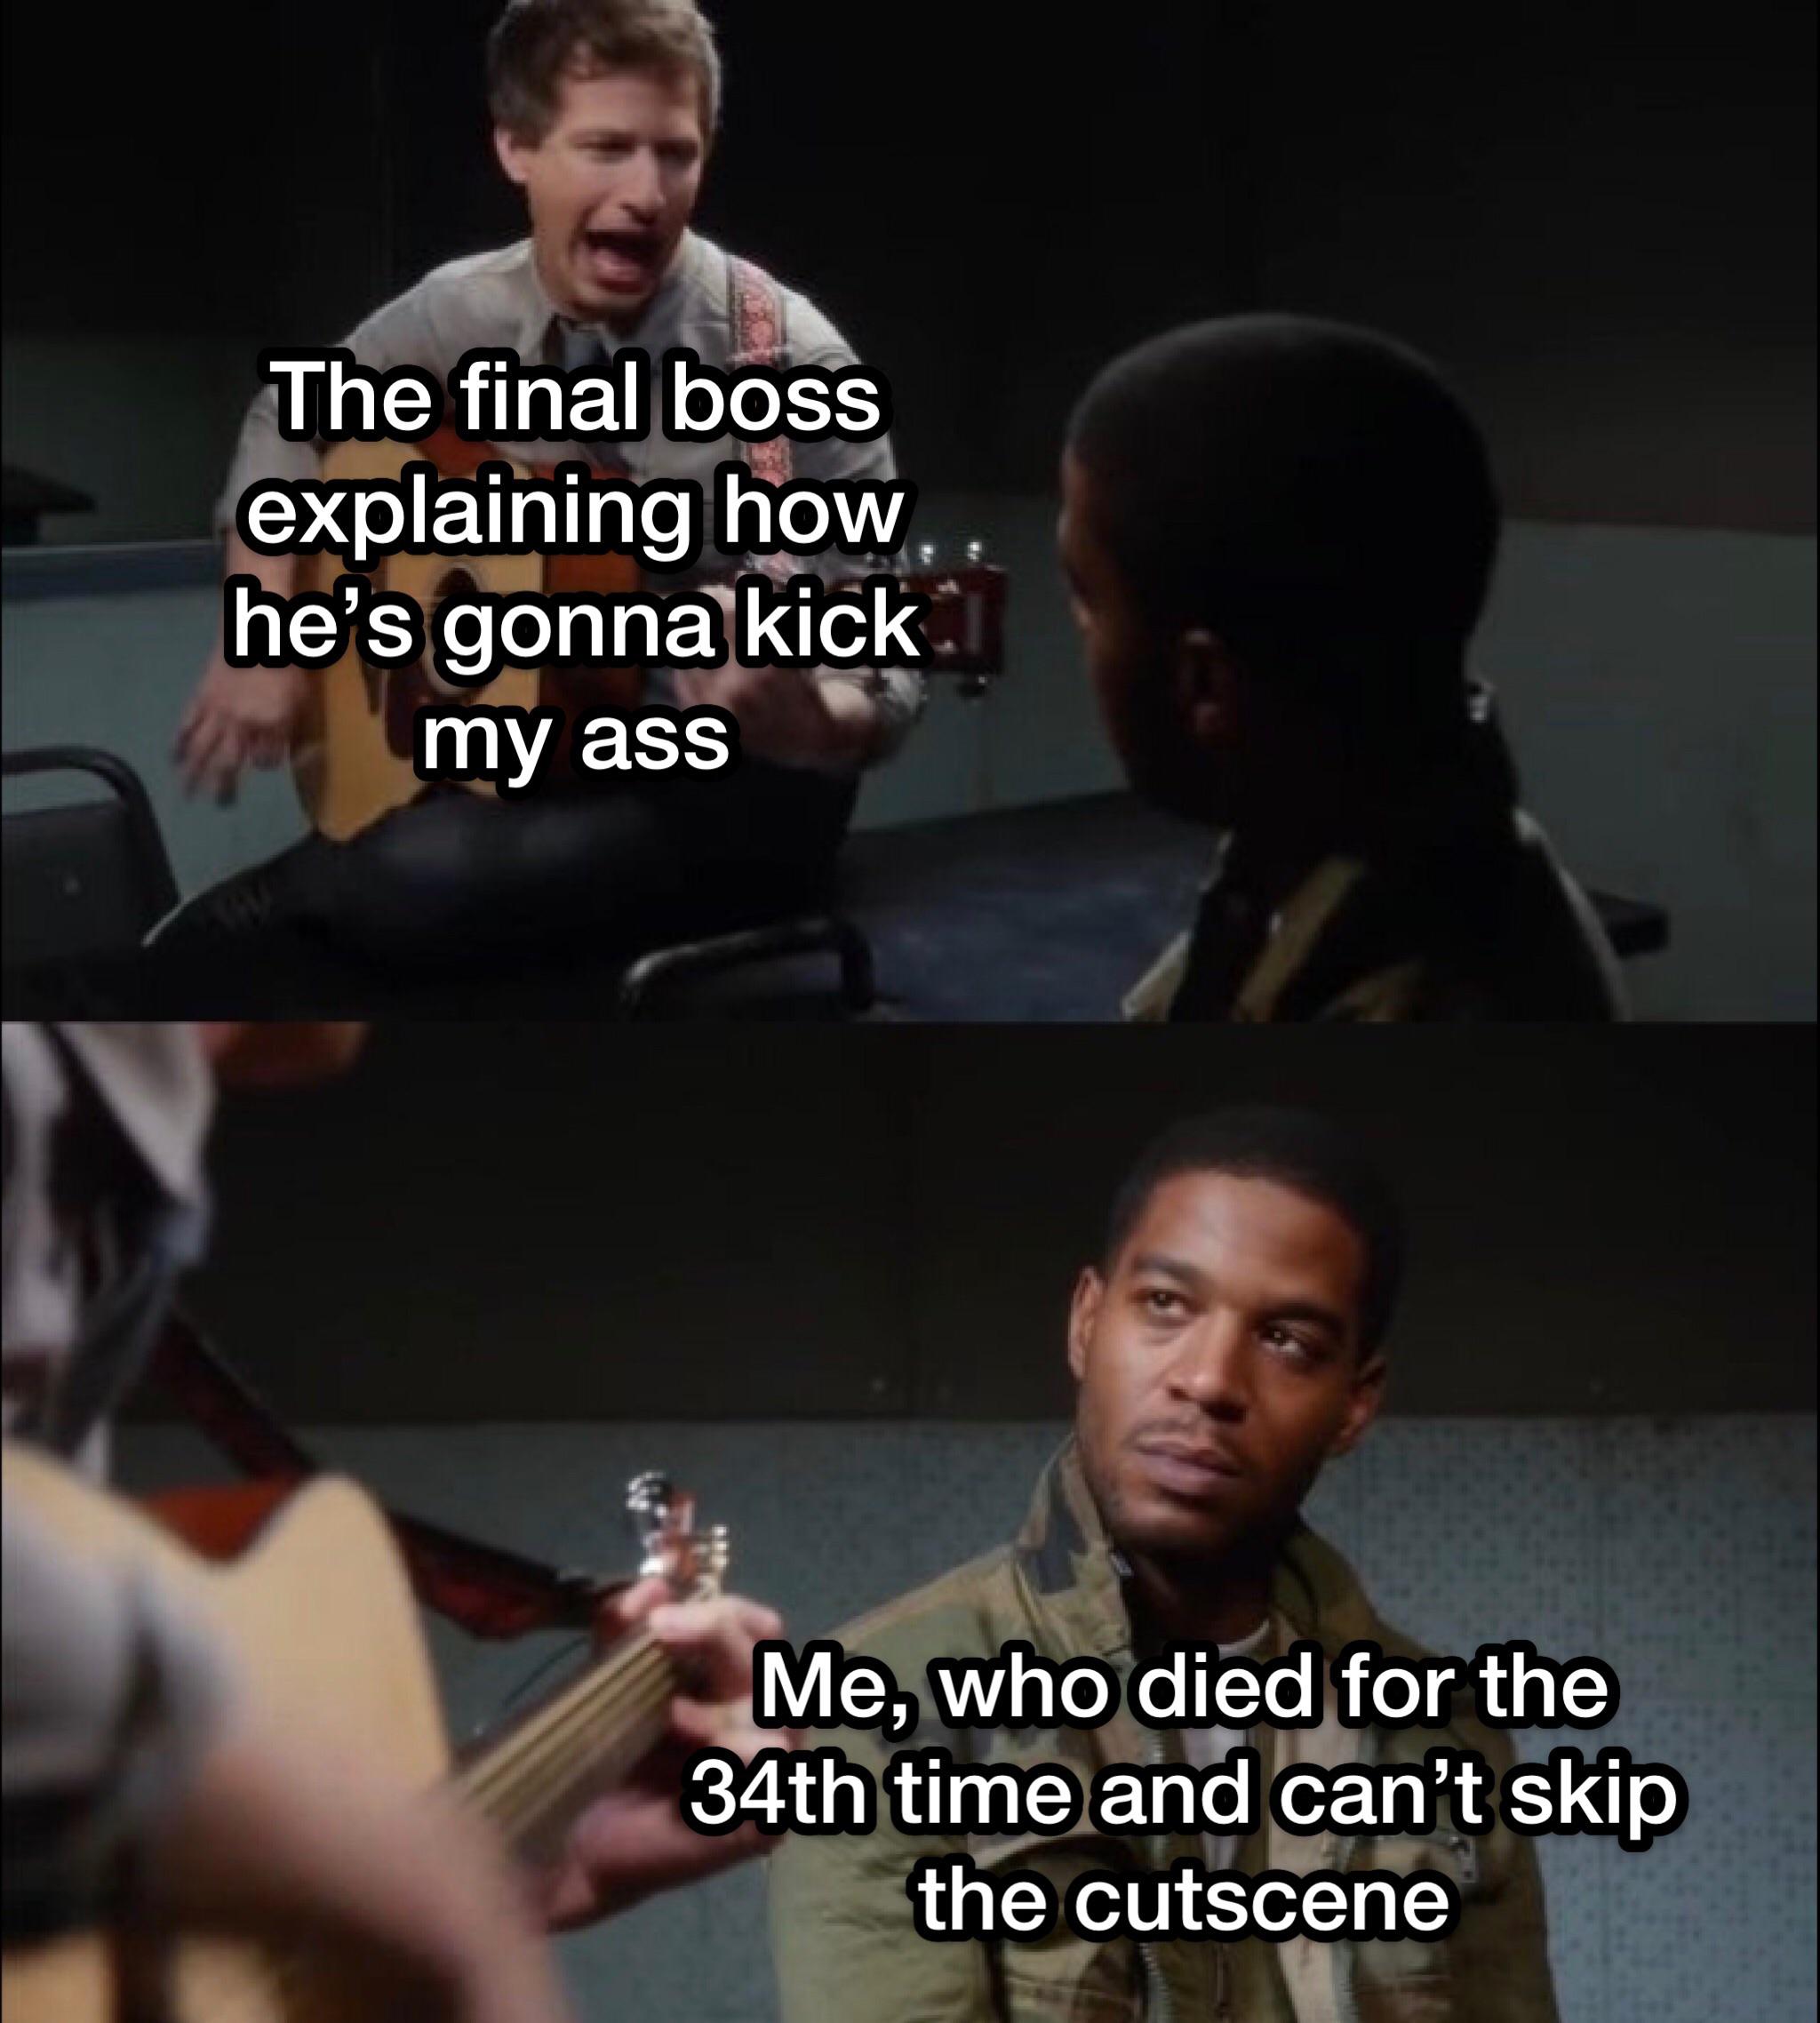 The final boss
explaining how
he’s gonna kick
my ass
Me, who died for the
34th time and can’t skip
the cutscene